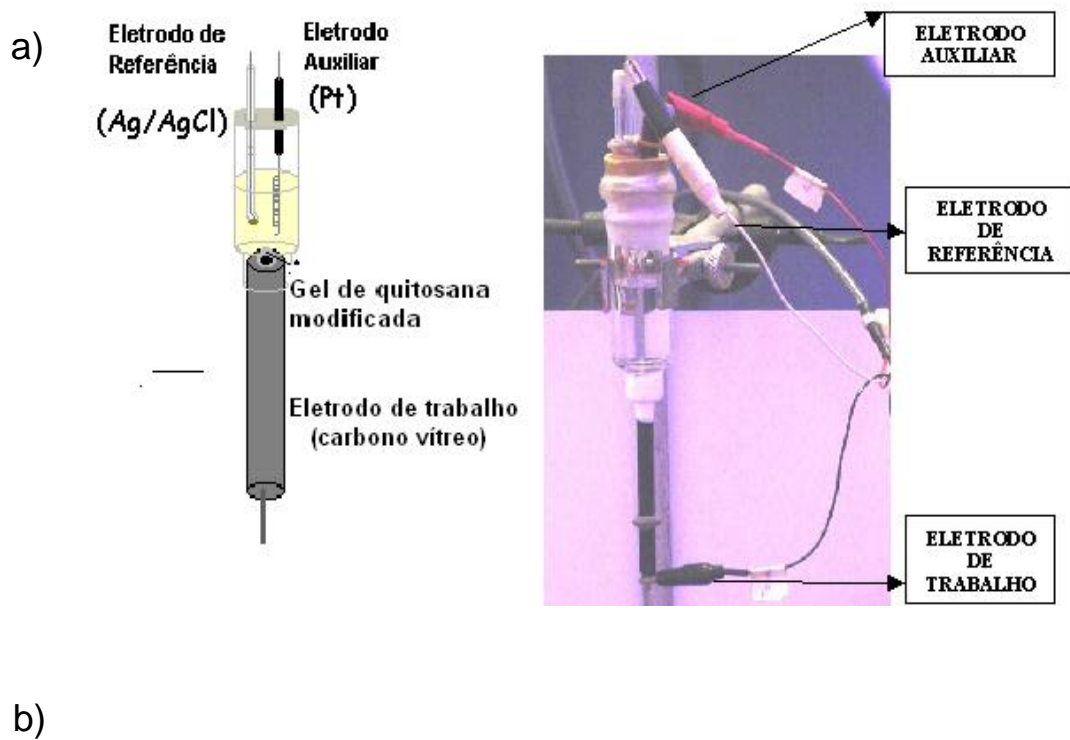 a)
Eletrodo de
Referência
(Ag/AgCl)
Eletrodo
Auxiliar
(Pt)
Gel de quitosana
modificada
Eletrodo de trabalho
(carbono vítreo)
ELETRODO
AUXILIAR
ELETRODO
DE
REFERÊNCIA
ELETRODO
DE
TRABALHO
b)